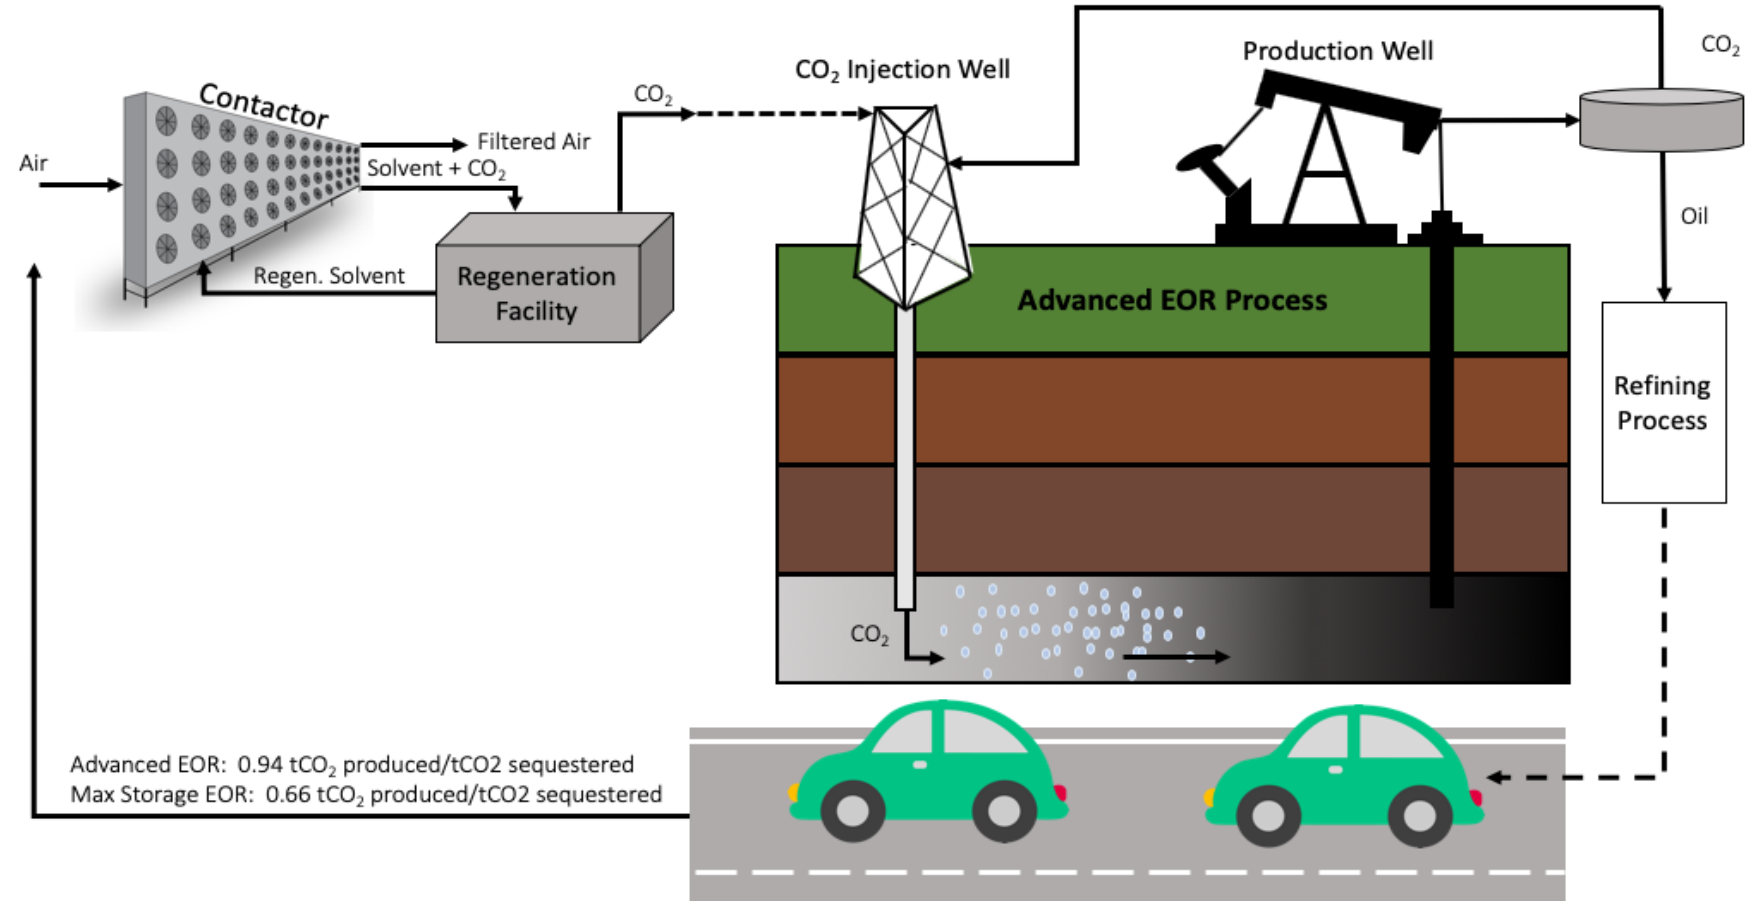 Contactor
Air
Filtered Air
Solvent + CO₂
Regen. Solvent
Regeneration
Facility
CO₂
CO₂ Injection Well
Production Well
CO₂
Oil
Advanced EOR Process
Refining
Process
CO₂
Advanced EOR:  0.94 tCO₂ produced/tCO2 sequestered
Max Storage EOR:  0.66 tCO₂ produced/tCO2 sequestered